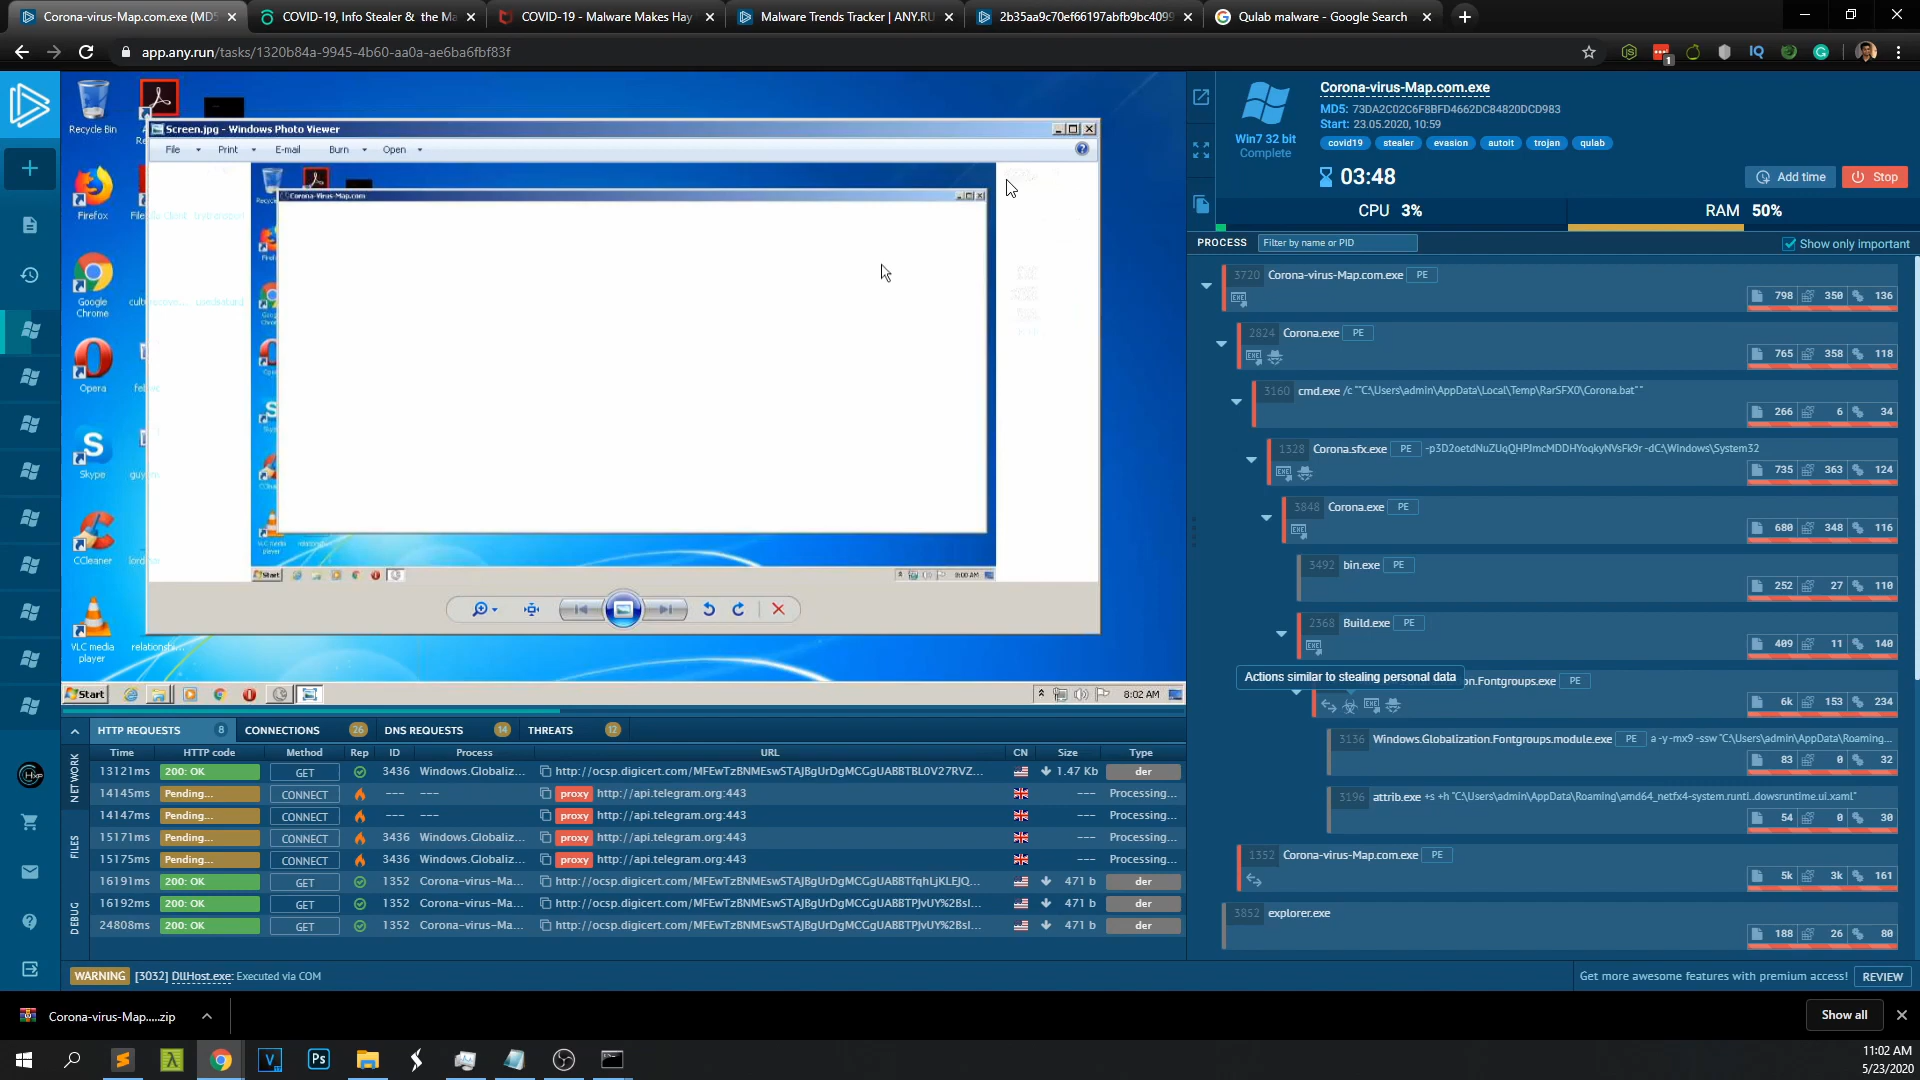 Corona-virus-Map.com.exe (MD5
COVID-19, Info Stealer & the Ma
COVID-19 - Malware Makes Hay
Malware Trends Tracker | ANY.RU
2b35aa9c70ef66197abfb9bc4099
Qulab malware - Google Search
app.any.run/tasks/1320b84a-9945-4b60-aa0a-ae6ba6fbf83f
1
IQ
Recycle Bin
Firefox
Google Chrome
Opera
Skype
CCleaner
VLC media player
Screen.jpg - Windows Photo Viewer
File Print E-mail Burn Open
Corona-Virus-Map.com
Start
8:00 AM
Start
8:02 AM
Corona-virus-Map.com.exe
MD5: 73DA2C02C6F8BFD4662DC84820DCD983
Start: 23.05.2020, 10:59
Win7 32 bit
Complete
covid19 stealer evasion autoit trojan qulab
03:48
Add time
Stop
CPU 3% RAM 50%
PROCESS Filter by name or PID Show only important
3720 Corona-virus-Map.com.exe PE
798 350 136
2824 Corona.exe PE
765 358 118
3160 cmd.exe /c ""C:\Users\admin\AppData\Local\Temp\RarSFX0\Corona.bat" "
266 6 34
1328 Corona.sfx.exe PE -p3D2oetdNuZUqQHPJmcMDDHYoqkyNVsFk9r -dC:\Windows\System32
735 363 124
3848 Corona.exe PE
680 348 116
3492 bin.exe PE
252 27 110
2368 Build.exe PE
409 11 140
Actions similar to stealing personal data
on.Fontgroups.exe PE
6k 153 234
3136 Windows.Globalization.Fontgroups.module.exe PE a -y -mx9 -ssw "C:\Users\admin\AppData\Roaming...
83 0 32
3196 attrib.exe +s +h "C:\Users\admin\AppData\Roaming\amd64_netfx4-system.runti..dowsruntime.ui.xaml"
54 0 30
1352 Corona-virus-Map.com.exe PE
5k 3k 161
3852 explorer.exe
188 26 80
HTTP REQUESTS 8 CONNECTIONS 26 DNS REQUESTS 14 THREATS 12
NETWORK
FILES
DEBUG
Time HTTP code Method Rep ID Process URL CN Size Type
13121ms 200: OK GET 3436 Windows.Globaliz... http://ocsp.digicert.com/MFEwTzBNMEswSTAJBgUrDgMCGgUABBTBL0V27RVZ... 1.47 Kb der
14145ms Pending... CONNECT --- --- proxy http://api.telegram.org:443 --- Processing...
14147ms Pending... CONNECT --- --- proxy http://api.telegram.org:443 --- Processing...
15171ms Pending... CONNECT 3436 Windows.Globaliz... proxy http://api.telegram.org:443 --- Processing...
15175ms Pending... CONNECT 3436 Windows.Globaliz... proxy http://api.telegram.org:443 --- Processing...
16191ms 200: OK GET 1352 Corona-virus-Ma... http://ocsp.digicert.com/MFEwTzBNMEswSTAJBgUrDgMCGgUABBTfqhLjKLEJQ... 471 b der
16192ms 200: OK GET 1352 Corona-virus-Ma... http://ocsp.digicert.com/MFEwTzBNMEswSTAJBgUrDgMCGgUABBTPJvUY%2BsI... 471 b der
24808ms 200: OK GET 1352 Corona-virus-Ma... http://ocsp.digicert.com/MFEwTzBNMEswSTAJBgUrDgMCGgUABBTPJvUY%2BsI... 471 b der
WARNING [3032] DllHost.exe: Executed via COM
Get more awesome features with premium access! REVIEW
Corona-virus-Map.....zip
Show all
Ps
11:02 AM
5/23/2020